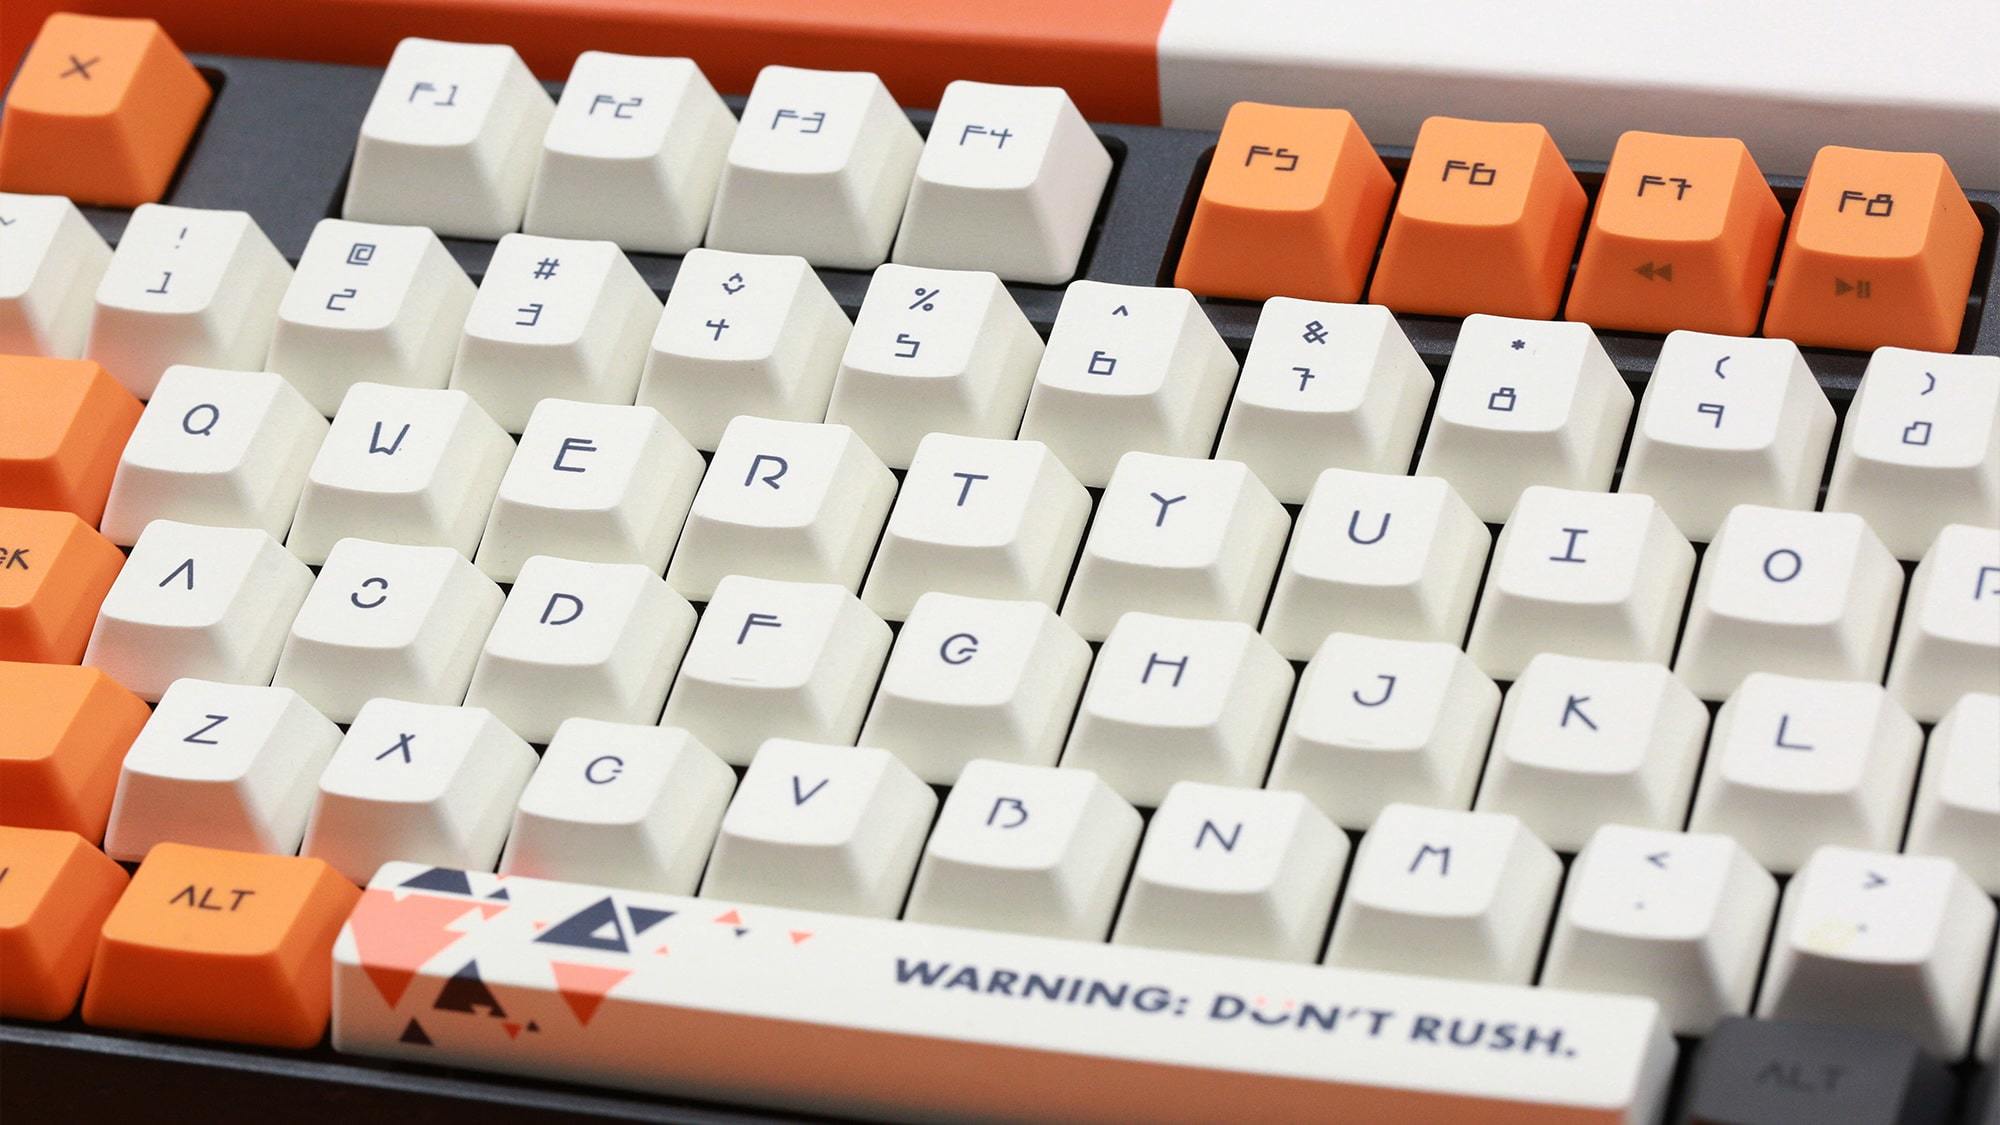 X F1 F2 F3 F4 F5 F6 F7 F8
~ ! @ # $ % ^ & * ( )
1 2 3 4 5 6 7 8 9 0
Q W E R T Y U I O P
A S D F G H J K L
Z X C V B N M < >
, .
ALT WARNING: DON'T RUSH. ALT